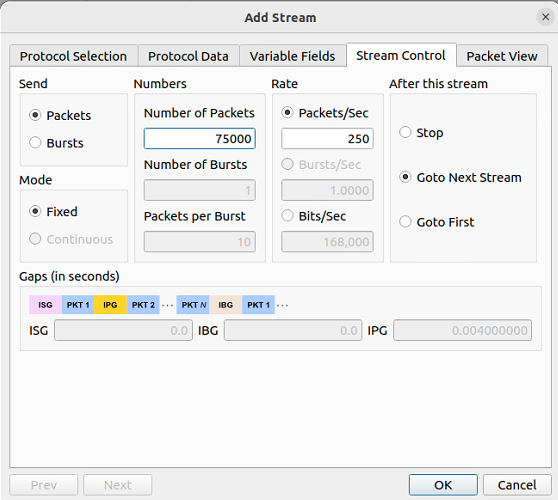 Add Stream
Protocol Selection Protocol Data Variable Fields Stream Control Packet View
Send Numbers Rate After this stream
Packets
Bursts
Mode
Fixed
Continuous
Number of Packets
75000
Number of Bursts
1
Packets per Burst
10
Packets/Sec
250
Bursts/Sec
1.0000
Bits/Sec
168,000
Stop
Goto Next Stream
Goto First
Gaps (in seconds)
ISG PKT 1 IPG PKT 2 ... PKT N IBG PKT 1 ...
ISG 0.0 IBG 0.0 IPG 0.004000000
Prev Next OK Cancel